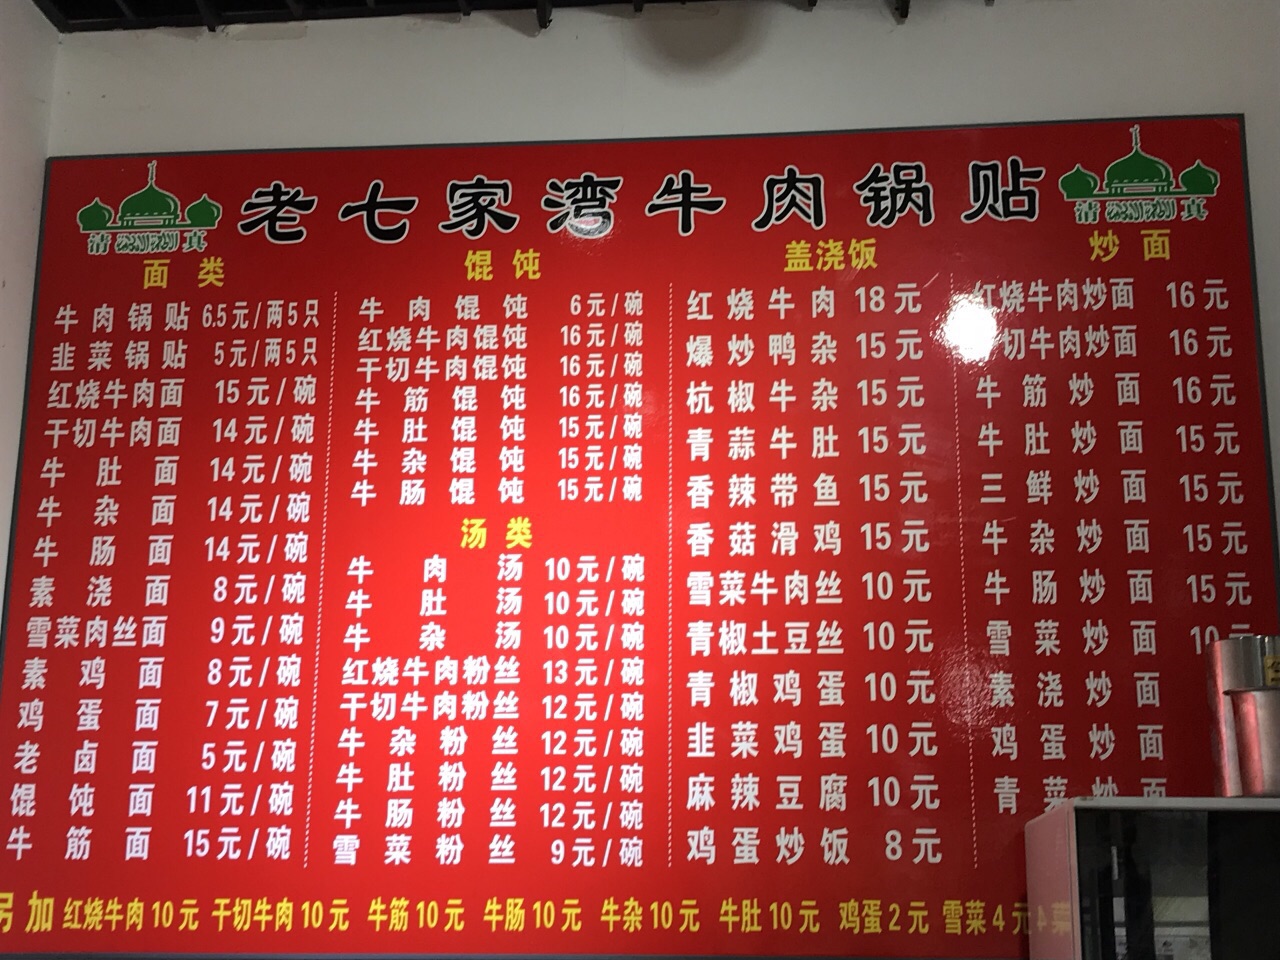 老七家湾牛肉锅贴
清真
清真
面类
牛肉锅贴 6.5元/两5只
韭菜锅贴 5元/两5只
红烧牛肉面 15元/碗
干切牛肉面 14元/碗
牛肚面 14元/碗
牛杂面 14元/碗
牛肠面 14元/碗
素浇面 8元/碗
雪菜肉丝面 9元/碗
素鸡面 8元/碗
鸡蛋面 7元/碗
老卤面 5元/碗
馄饨面 11元/碗
牛筋面 15元/碗
馄饨
牛肉馄饨 6元/碗
红烧牛肉馄饨 16元/碗
干切牛肉馄饨 16元/碗
牛筋馄饨 16元/碗
牛肚馄饨 15元/碗
牛杂馄饨 15元/碗
牛肠馄饨 15元/碗
汤类
牛肉汤 10元/碗
牛肚汤 10元/碗
牛杂汤 10元/碗
红烧牛肉粉丝 13元/碗
干切牛肉粉丝 12元/碗
牛杂粉丝 12元/碗
牛肚粉丝 12元/碗
牛肠粉丝 12元/碗
雪菜粉丝 9元/碗
盖浇饭
红烧牛肉 18元
爆炒鸭杂 15元
杭椒牛杂 15元
青蒜牛肚 15元
香辣带鱼 15元
香菇滑鸡 15元
雪菜牛肉丝 10元
青椒土豆丝 10元
青椒鸡蛋 10元
韭菜鸡蛋 10元
麻辣豆腐 10元
鸡蛋炒饭 8元
炒面
红烧牛肉炒面 16元
切牛肉炒面 16元
牛筋炒面 16元
牛肚炒面 15元
三鲜炒面 15元
牛杂炒面 15元
牛肠炒面 15元
雪菜炒面 10元
素浇炒面
鸡蛋炒面
青菜炒面
另加 红烧牛肉10元 干切牛肉10元 牛筋10元 牛肠10元 牛杂10元 牛肚10元 鸡蛋2元 雪菜4元